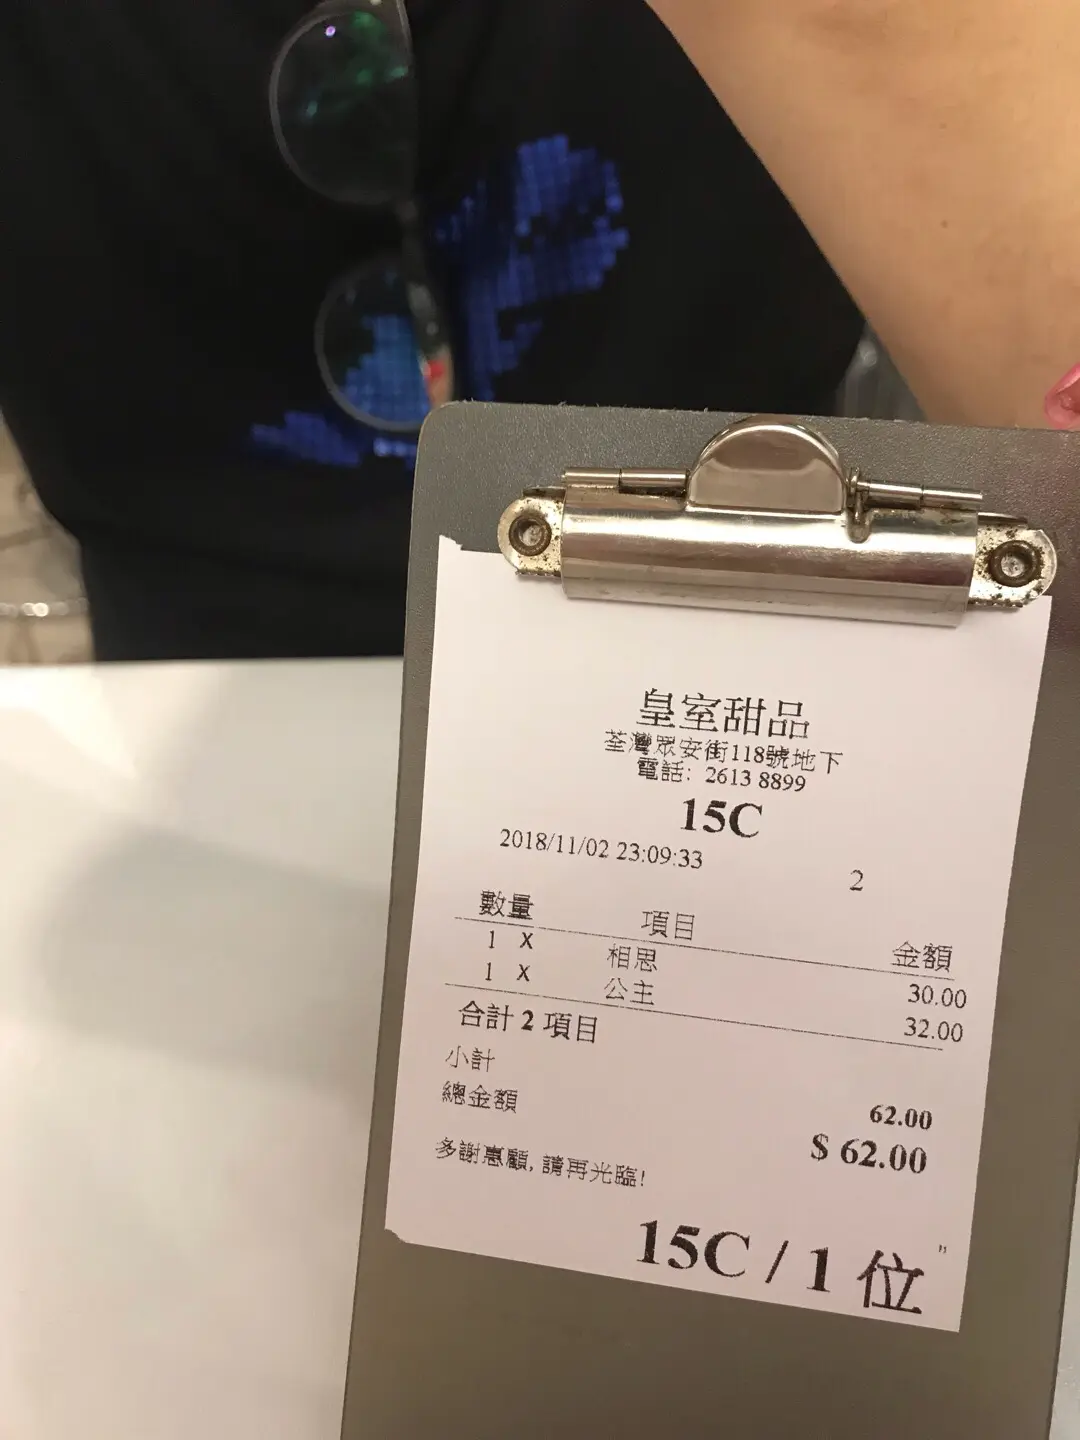 皇室甜品
荃灣眾安街118號地下
電話: 2613 8899
15C
2018/11/02 23:09:33 2
數量 項目 金額
1 X 相思 30.00
1 X 公主 32.00
合計 2 項目
小計 62.00
總金額 $ 62.00
多謝惠顧, 請再光臨!
15C / 1 位 "